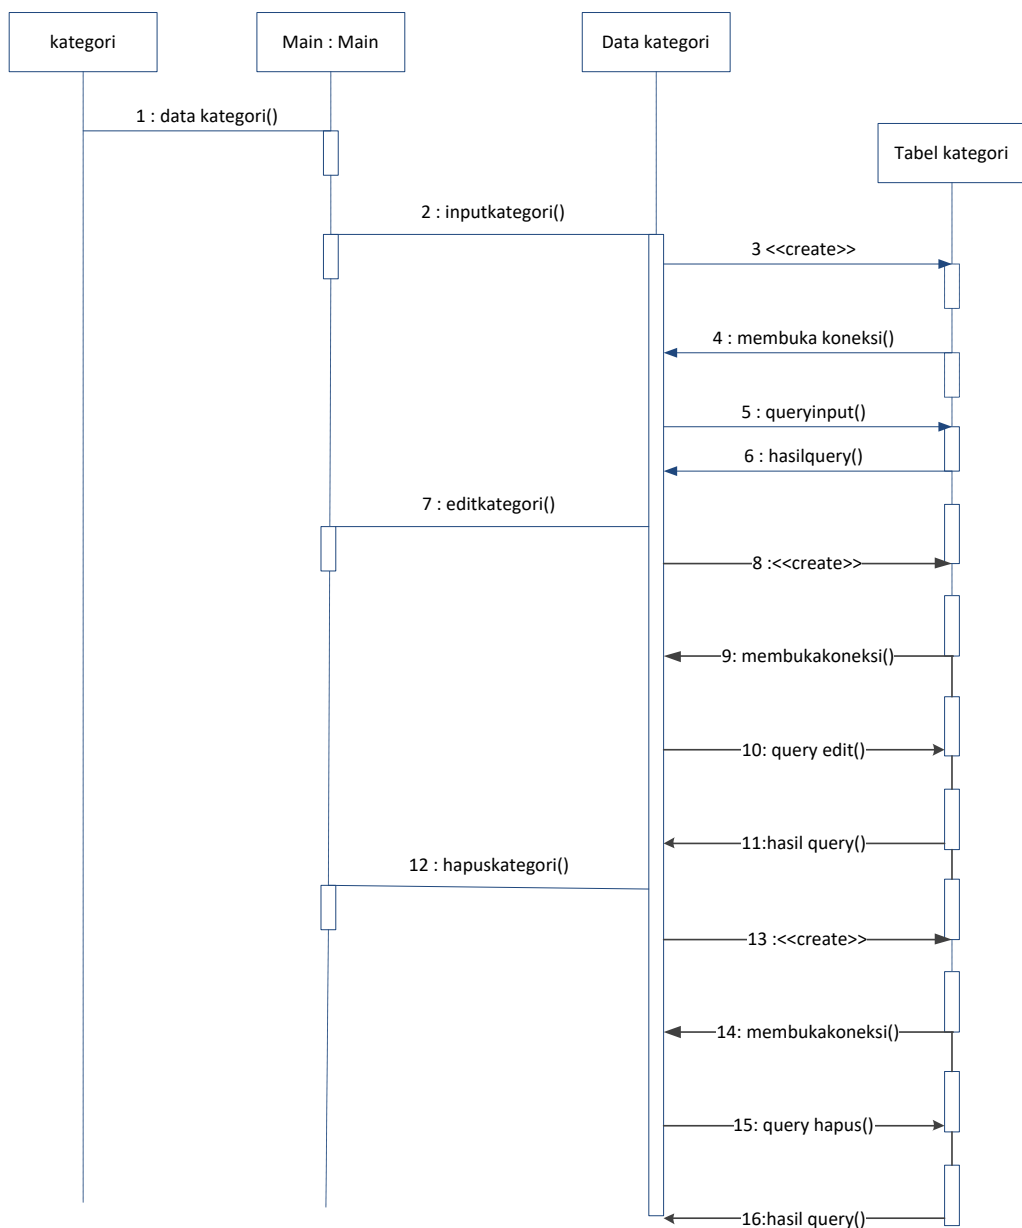 kategori
Main : Main
Data kategori
Tabel kategori
1 : data kategori()
2 : inputkategori()
3 <<create>>
4 : membuka koneksi()
5 : queryinput()
6 : hasilquery()
7 : editkategori()
8 :<<create>>
9: membukakoneksi()
10: query edit()
11:hasil query()
12 : hapuskategori()
13 :<<create>>
14: membukakoneksi()
15: query hapus()
16:hasil query()